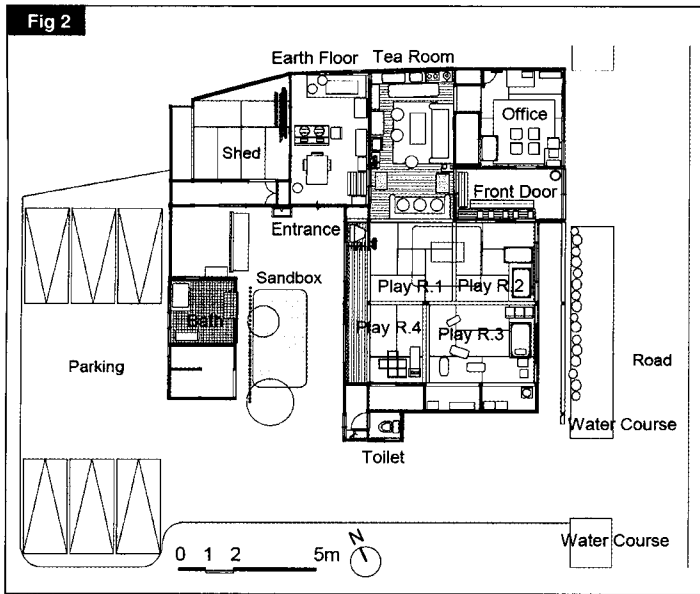 Fig 2
Earth Floor
Tea Room
Office
Shed
Front Door
Entrance
Sandbox
Play R.1
Play R.2
Bath
Play R.4
Play R.3
Parking
Road
Water Course
Toilet
N
Water Course
0 1 2 5m